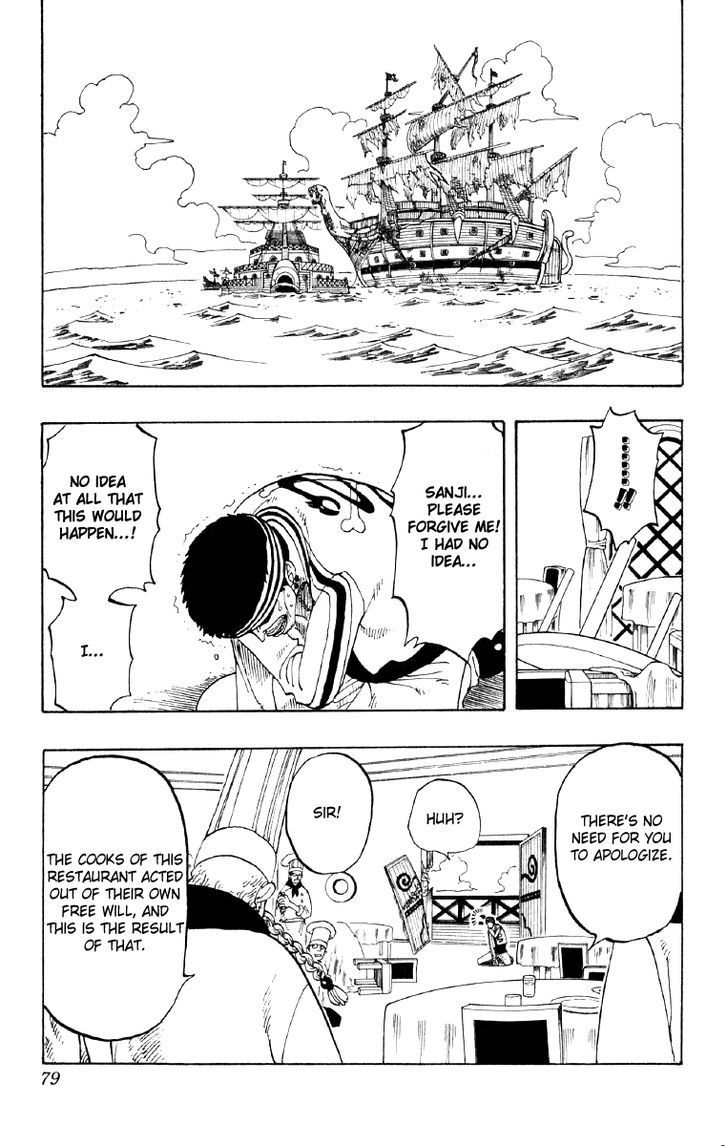 ......!!
SANJI...
PLEASE
FORGIVE ME!
I HAD NO
IDEA...
NO IDEA
AT ALL THAT
THIS WOULD
HAPPEN...!
I...
THERE'S NO
NEED FOR YOU
TO APOLOGIZE.
HUH?
SIR!
THE COOKS OF THIS
RESTAURANT ACTED
OUT OF THEIR OWN
FREE WILL, AND
THIS IS THE RESULT
OF THAT.
79